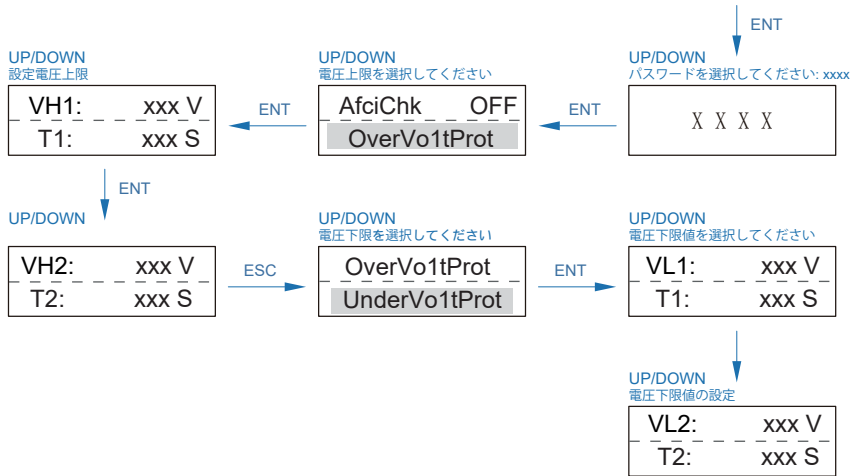 ENT
UP/DOWN
パスワードを選択してください: xxxx
X X X X
ENT
UP/DOWN
電圧上限を選択してください
AfciChk OFF
OverVo1tProt
ENT
UP/DOWN
設定電圧上限
VH1: xxx V
T1: xxx S
ENT
UP/DOWN
VH2: xxx V
T2: xxx S
ESC
UP/DOWN
電圧下限を選択してください
OverVo1tProt
UnderVo1tProt
ENT
UP/DOWN
電圧下限値を選択してください
VL1: xxx V
T1: xxx S
UP/DOWN
電圧下限値の設定
VL2: xxx V
T2: xxx S